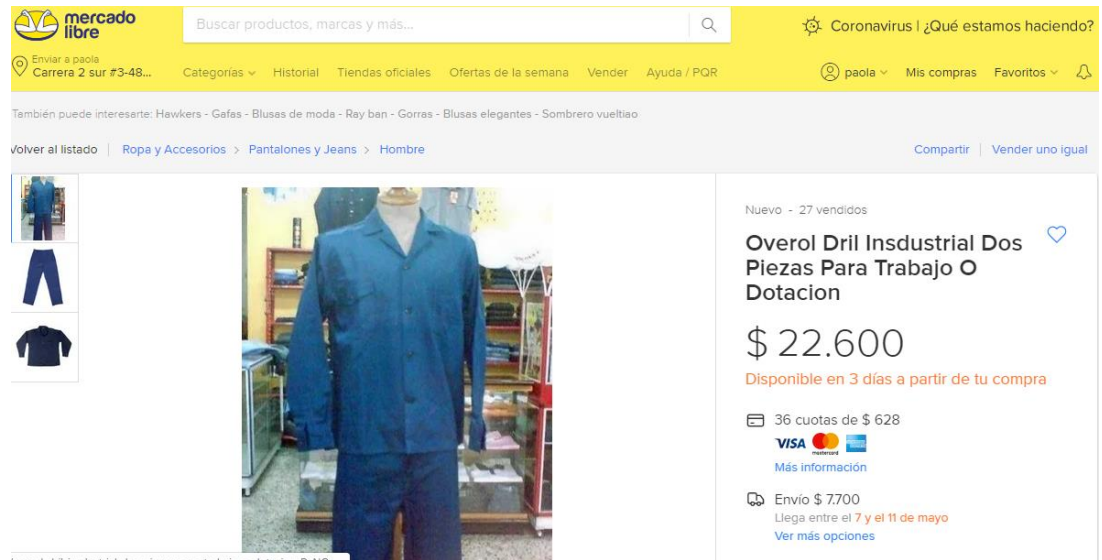 mercado
libre
Buscar productos, marcas y más...
Coronavirus | ¿Qué estamos haciendo?
Enviar a paola
Carrera 2 sur #3-48...
Categorías Historial Tiendas oficiales Ofertas de la semana Vender Ayuda / PQR
paola Mis compras Favoritos
También puede interesarte: Hawkers - Gafas - Blusas de moda - Ray ban - Gorras - Blusas elegantes - Sombrero vueltiao
Volver al listado | Ropa y Accesorios > Pantalones y Jeans > Hombre
Compartir | Vender uno igual
Nuevo - 27 vendidos
Overol Dril Insdustrial Dos
Piezas Para Trabajo O
Dotacion
$ 22.600
Disponible en 3 días a partir de tu compra
36 cuotas de $ 628
VISA mastercard
Más información
Envío $ 7.700
Llega entre el 7 y el 11 de mayo
Ver más opciones